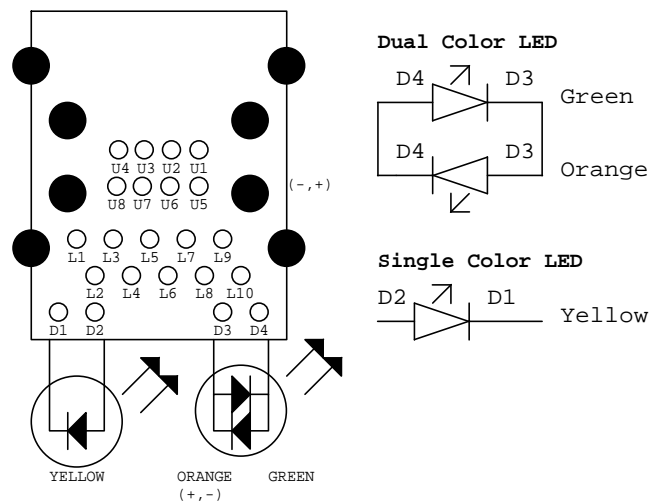 Dual Color LED
D4 D3 Green
D4 D3 Orange
U4 U3 U2 U1
U8 U7 U6 U5
(-,+)
L1 L3 L5 L7 L9
L2 L4 L6 L8 L10
D1 D2 D3 D4
Single Color LED
D2 D1 Yellow
YELLOW ORANGE GREEN
(+,-)